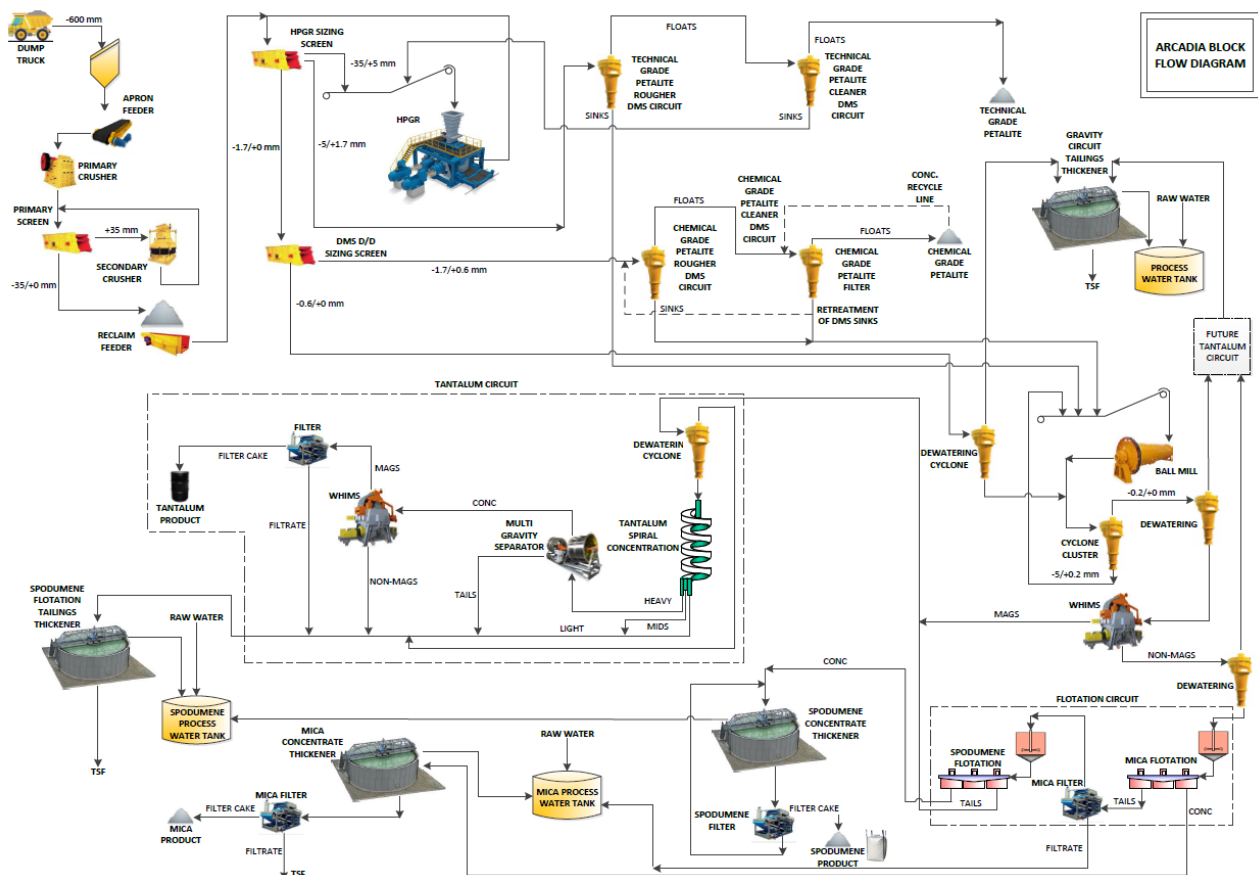 ARCADIA BLOCK
FLOW DIAGRAM
-600 mm
DUMP
TRUCK
APRON
FEEDER
PRIMARY
CRUSHER
PRIMARY
SCREEN
+35 mm
SECONDARY
CRUSHER
-35/+0 mm
RECLAIM
FEEDER
HPGR SIZING
SCREEN
-35/+5 mm
HPGR
-1.7/+0 mm
-5/+1.7 mm
DMS D/D
SIZING SCREEN
-1.7/+0.6 mm
-0.6/+0 mm
FLOATS
TECHNICAL
GRADE
PETALITE
ROUGHER
DMS CIRCUIT
SINKS
FLOATS
TECHNICAL
GRADE
PETALITE
CLEANER
DMS
CIRCUIT
SINKS
TECHNICAL
GRADE
PETALITE
FLOATS
CHEMICAL
GRADE
PETALITE
ROUGHER
DMS
CIRCUIT
SINKS
CHEMICAL
GRADE
PETALITE
CLEANER
DMS
CIRCUIT
CONC.
RECYCLE
LINE
FLOATS
CHEMICAL
GRADE
PETALITE
FILTER
CHEMICAL
GRADE
PETALITE
RETREATMENT
OF DMS SINKS
GRAVITY
CIRCUIT
TAILINGS
THICKENER
RAW WATER
PROCESS
WATER TANK
TSF
FUTURE
TANTALUM
CIRCUIT
TANTALUM CIRCUIT
FILTER
FILTER CAKE
MAGS
TANTALUM
PRODUCT
FILTRATE
WHIMS
CONC
NON-MAGS
MULTI
GRAVITY
SEPARATOR
TAILS
DEWATERIN
CYCLONE
TANTALUM
SPIRAL
CONCENTRATION
HEAVY
LIGHT
MIDS
DEWATERING
CYCLONE
BALL MILL
-0.2/+0 mm
DEWATERING
CYCLONE
CLUSTER
-5/+0.2 mm
MAGS
WHIMS
NON-MAGS
DEWATERING
SPODUMENE
FLOTATION
TAILINGS
THICKENER
RAW WATER
SPODUMENE
PROCESS
WATER TANK
TSF
MICA
CONCENTRATE
THICKENER
RAW WATER
MICA PROCESS
WATER TANK
FILTER CAKE
MICA FILTER
MICA
PRODUCT
FILTRATE
TSF
CONC
SPODUMENE
CONCENTRATE
THICKENER
FILTER CAKE
SPODUMENE
FILTER
SPODUMENE
PRODUCT
FLOTATION CIRCUIT
SPODUMENE
FLOTATION
TAILS
MICA FILTER
MICA FLOTATION
TAILS
CONC
FILTRATE